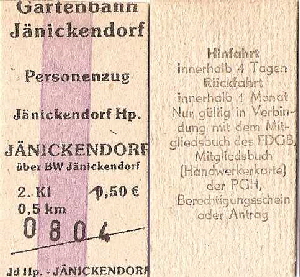 Gartenbahn
Jänickendorf
Personenzug
Jänickendorf Hp.
JÄNICKENDORF
über BW Jänickendorf
2. Kl 0,50 €
0,5 km
0804
Jd Hp. - JÄNICKENDORF
Hinfahrt
innerhalb 4 Tagen
Rückfahrt
innerhalb 1 Monat
Nur gültig in Verbin-
dung mit dem Mit-
gliedsbuch des FDGB
Mitgliedsbuch
(Handwerkerkarte)
der PGH,
Berechtigungsschein
oder Antrag